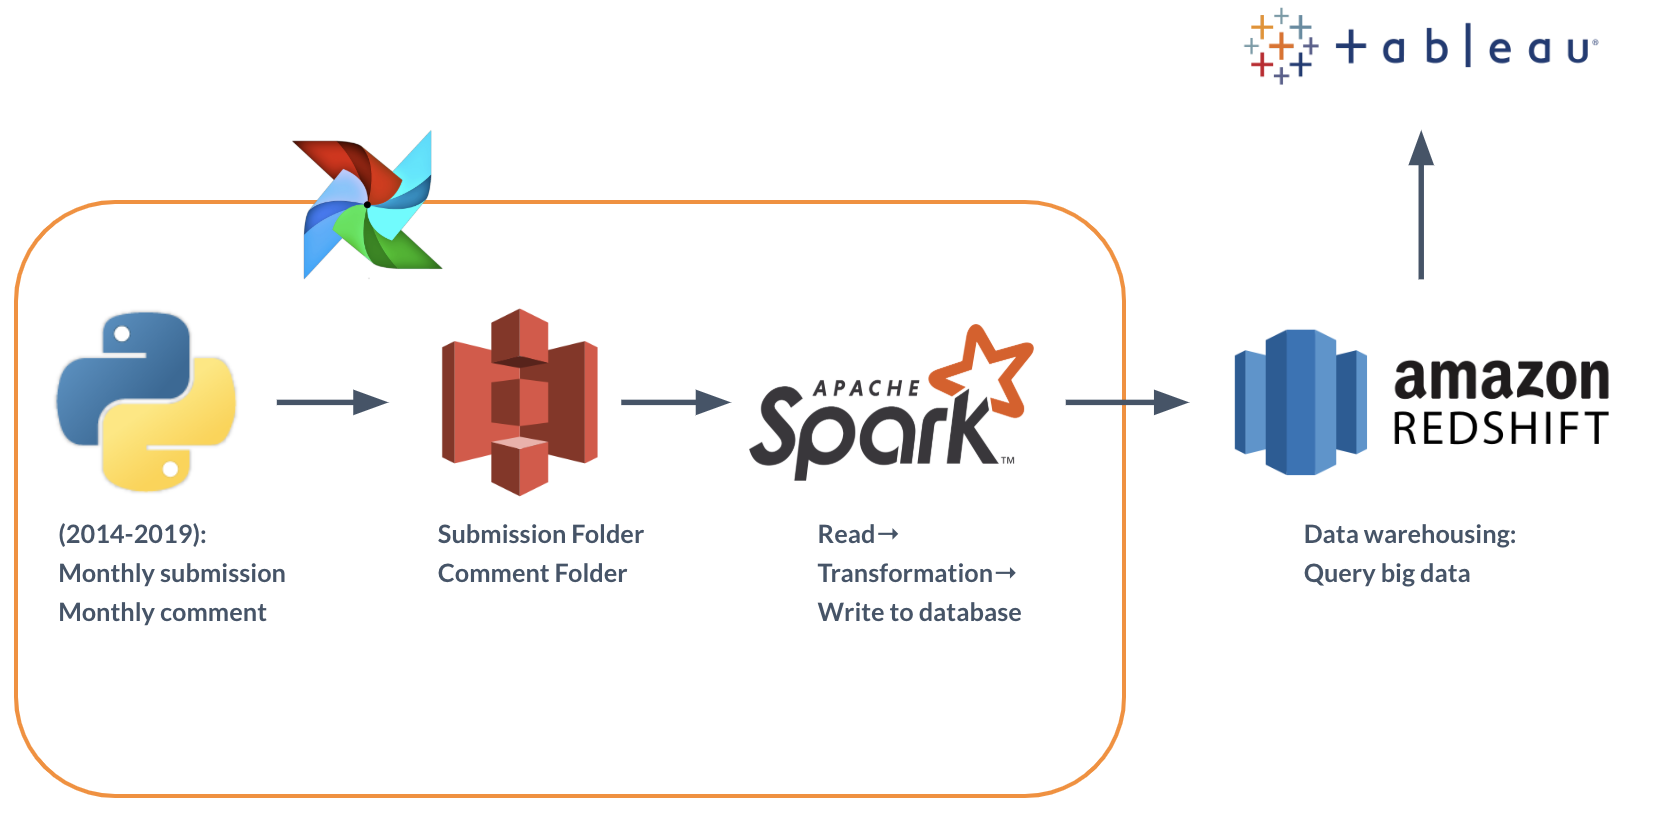 +ableau®
APACHE
Spark™
amazon
REDSHIFT
(2014-2019):
Monthly submission
Monthly comment
Submission Folder
Comment Folder
Read→
Transformation→
Write to database
Data warehousing:
Query big data